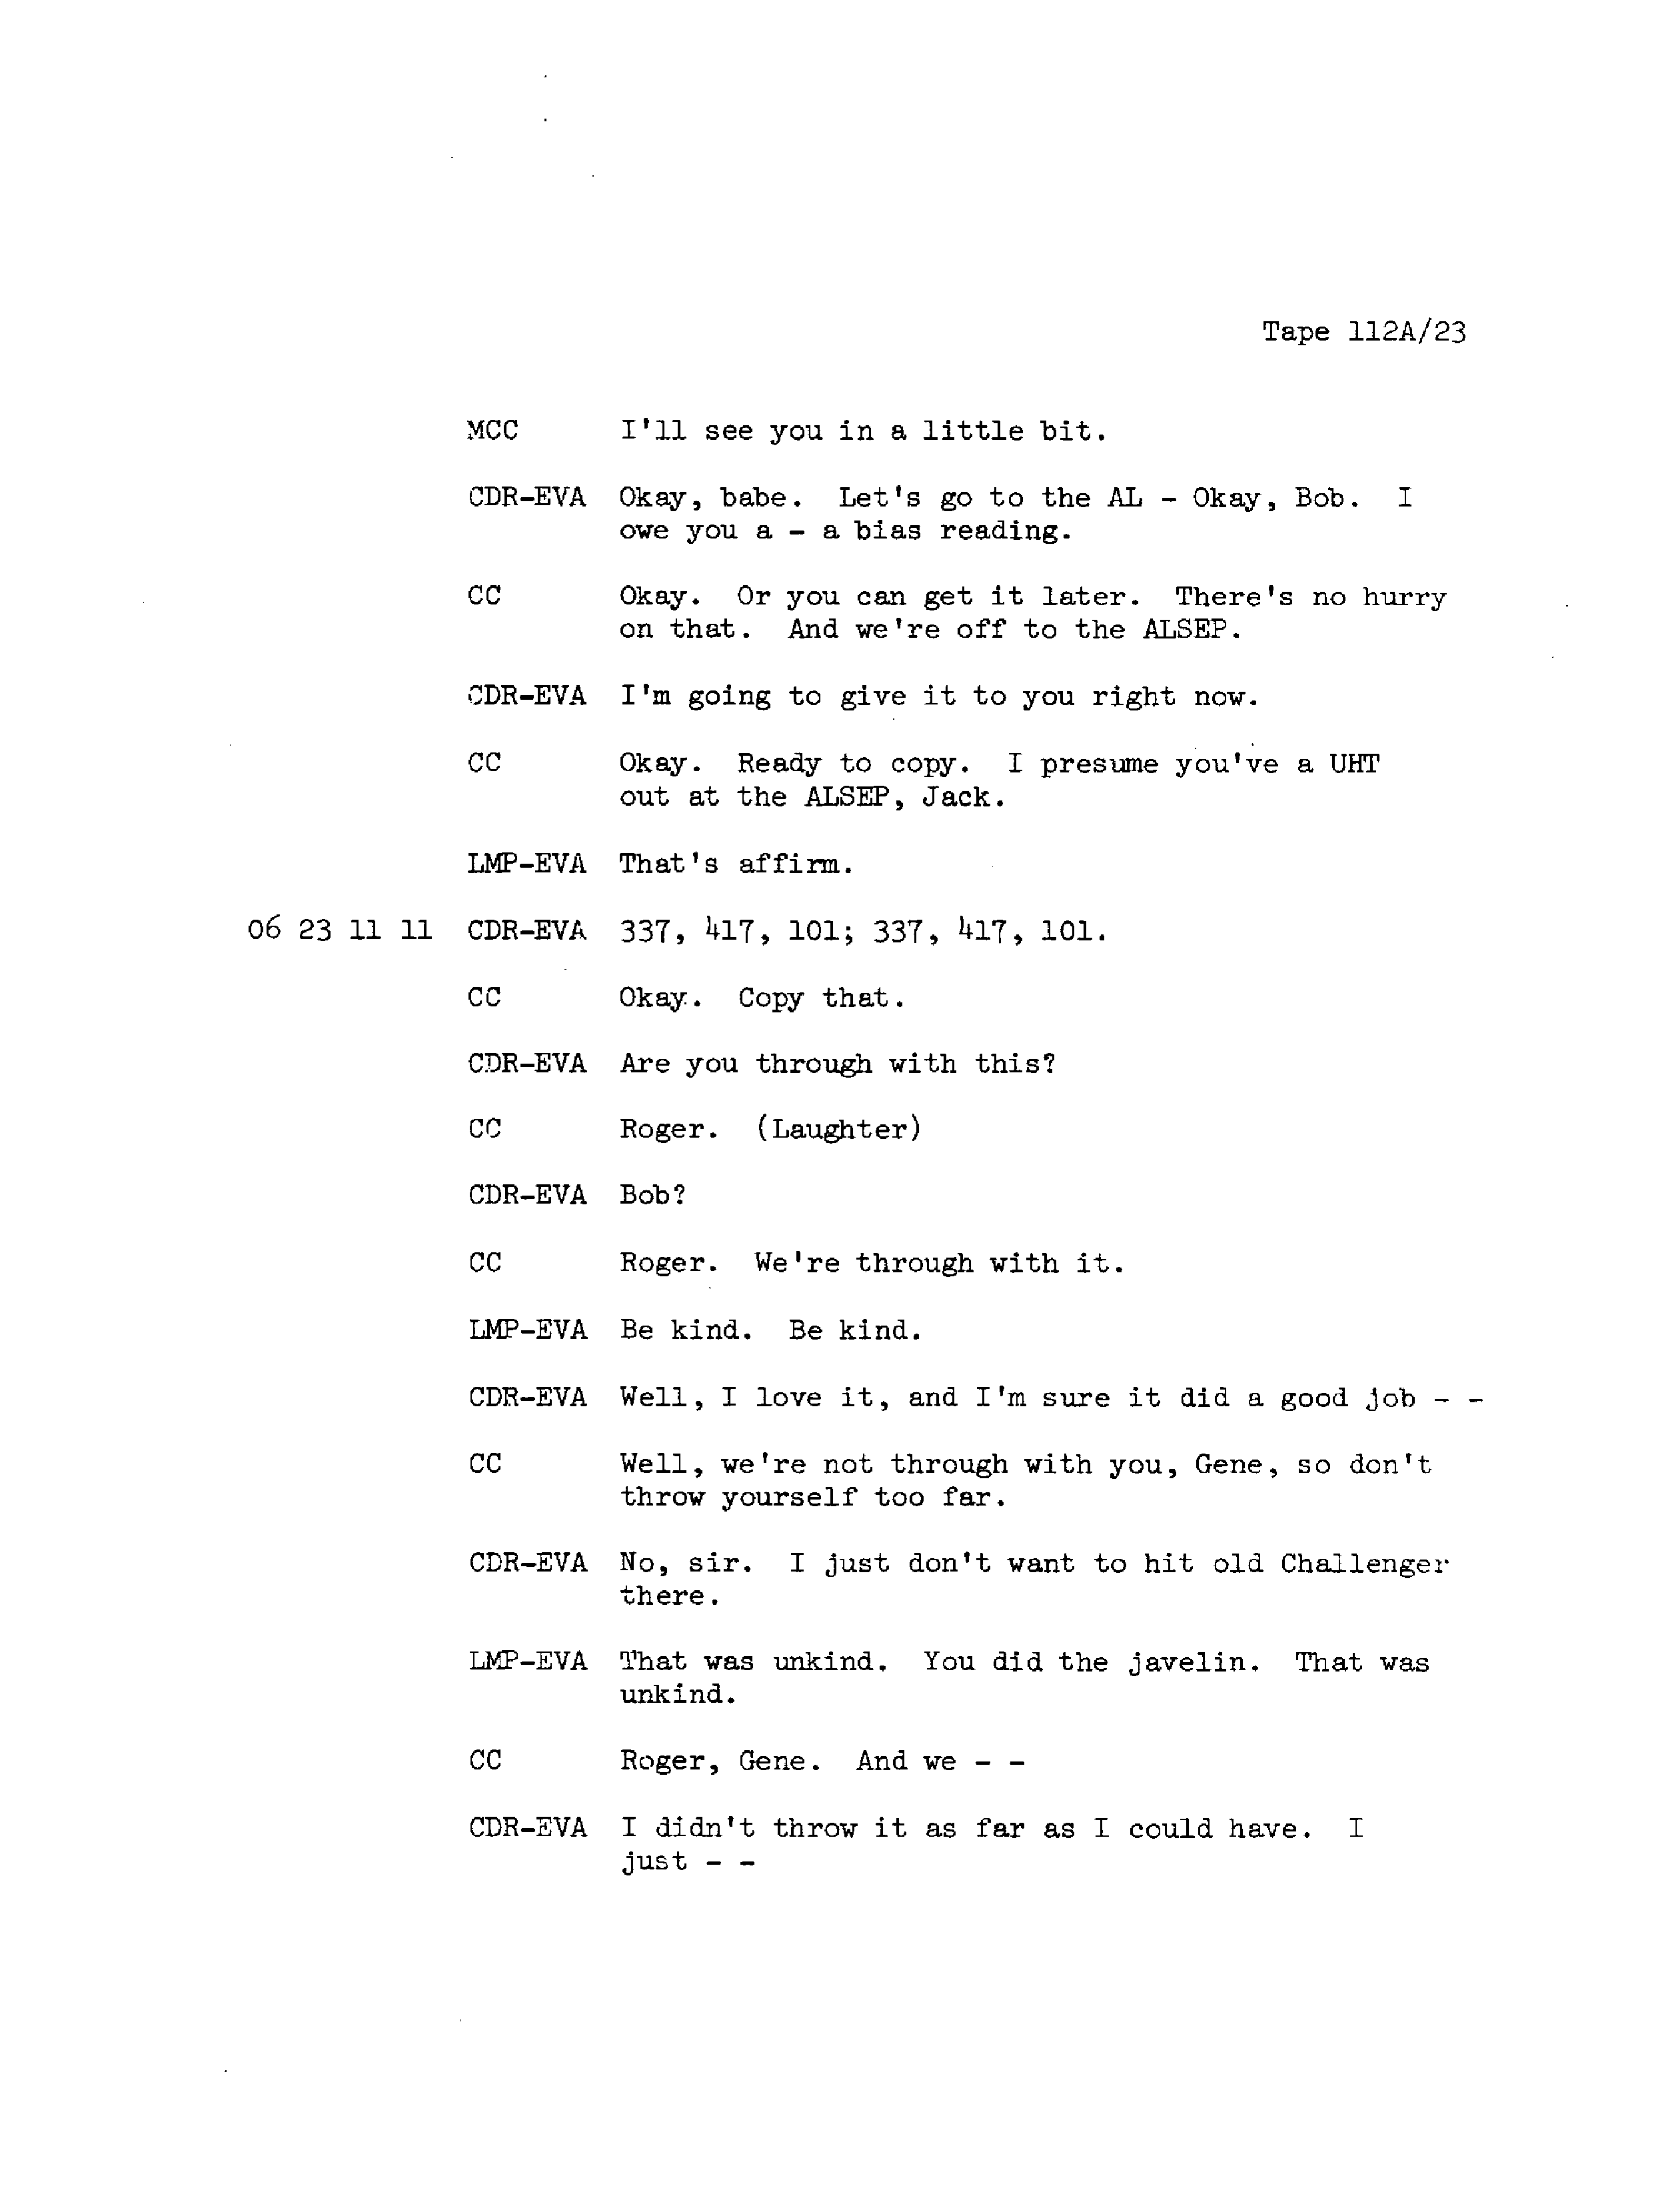 Tape 112A/23
MCC I'll see you in a little bit.
CDR-EVA Okay, babe. Let's go to the AL - Okay, Bob. I
owe you a - a bias reading.
CC Okay. Or you can get it later. There's no hurry
on that. And we're off to the ALSEP.
CDR-EVA I'm going to give it to you right now.
CC Okay. Ready to copy. I presume you've a UHT
out at the ALSEP, Jack.
LMP-EVA That's affirm.
06 23 11 11 CDR-EVA 337, 417, 101; 337, 417, 101.
CC Okay. Copy that.
CDR-EVA Are you through with this?
CC Roger. (Laughter)
CDR-EVA Bob?
CC Roger. We're through with it.
LMP-EVA Be kind. Be kind.
CDR-EVA Well, I love it, and I'm sure it did a good job - -
CC Well, we're not through with you, Gene, so don't
throw yourself too far.
CDR-EVA No, sir. I just don't want to hit old Challenger
there.
LMP-EVA That was unkind. You did the javelin. That was
unkind.
CC Roger, Gene. And we - -
CDR-EVA I didn't throw it as far as I could have. I
just - -